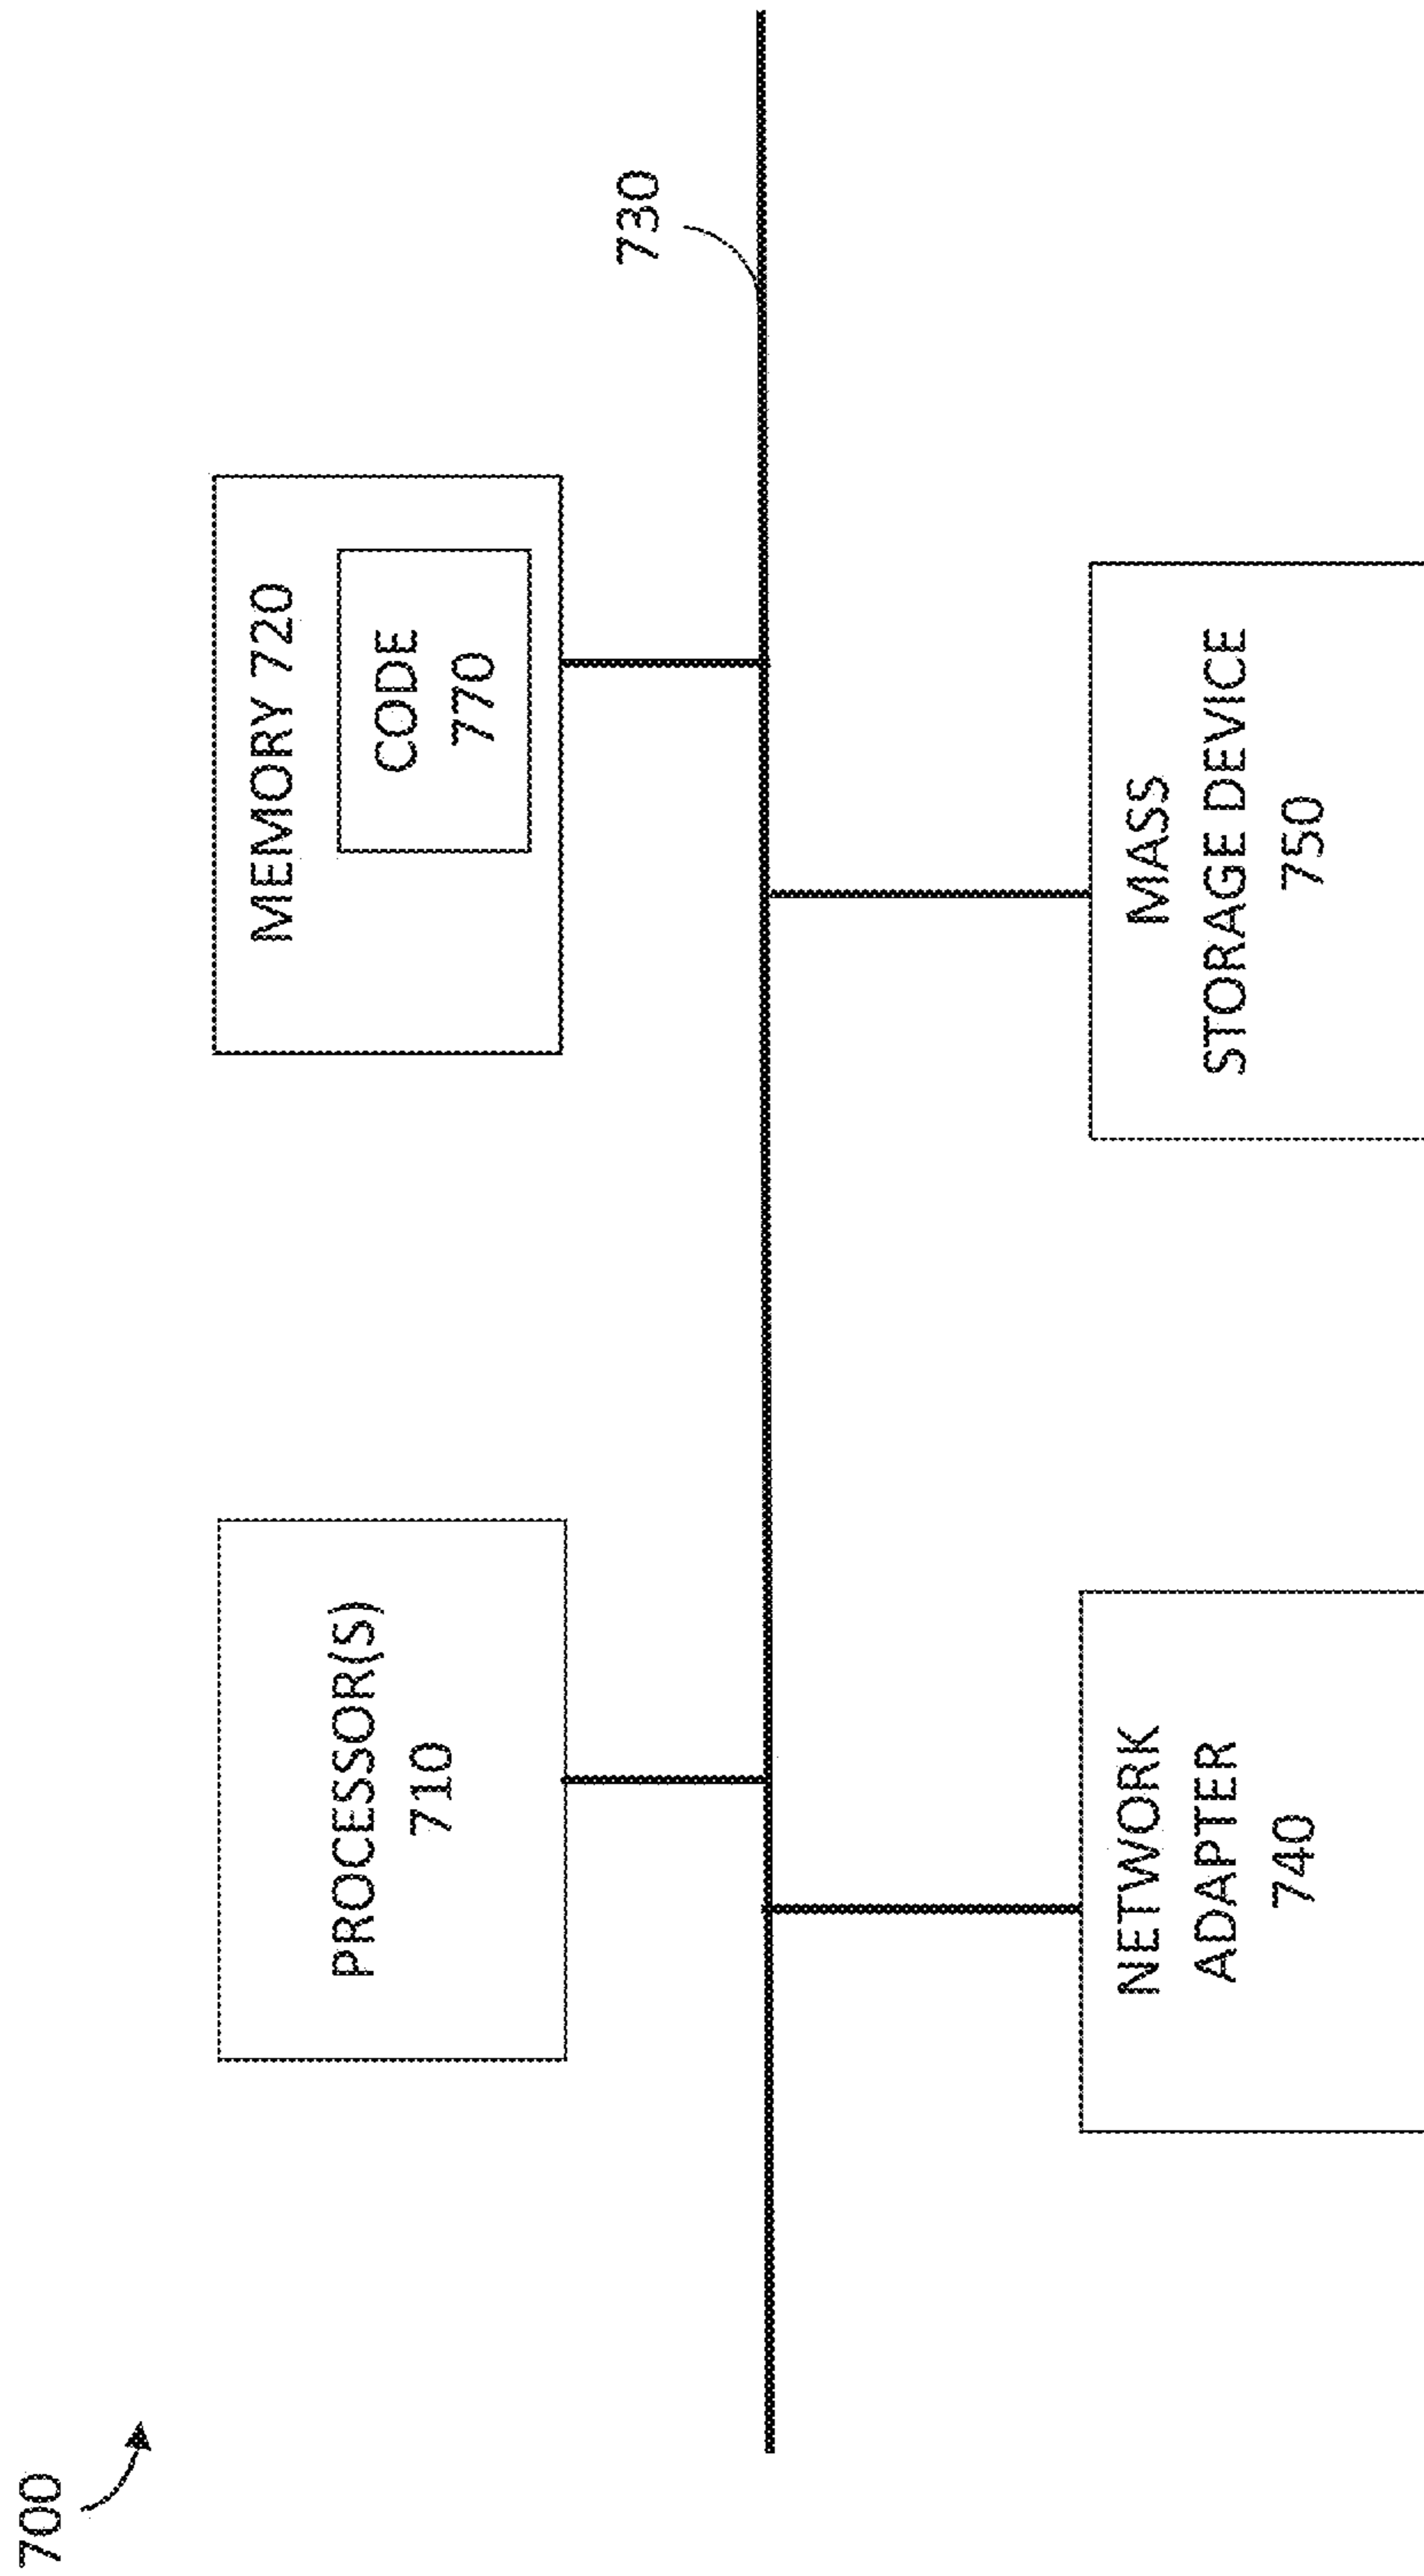 700
PROCESSOR(S)
710
MEMORY 720
CODE
770
730
NETWORK
ADAPTER
740
MASS
STORAGE DEVICE
750